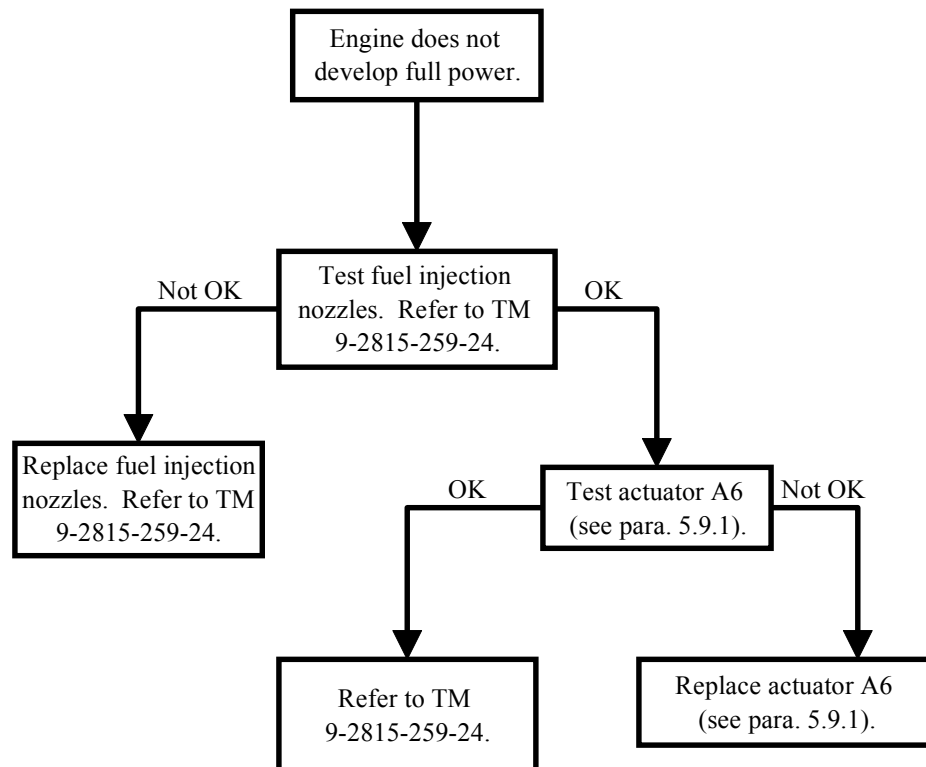 Engine does not
develop full power.
Test fuel injection
nozzles. Refer to TM
9-2815-259-24.
Not OK
OK
Replace fuel injection
nozzles. Refer to TM
9-2815-259-24.
Test actuator A6
(see para. 5.9.1).
OK
Not OK
Refer to TM
9-2815-259-24.
Replace actuator A6
(see para. 5.9.1).